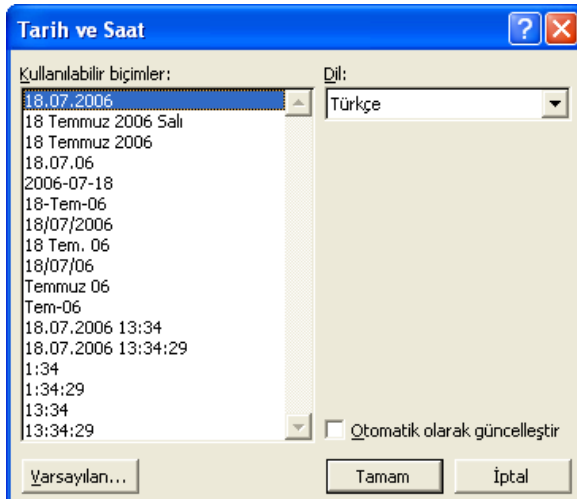 Tarih ve Saat
Kullanılabilir biçimler:
Dil:
18.07.2006
Türkçe
18 Temmuz 2006 Salı
18 Temmuz 2006
18.07.06
2006-07-18
18-Tem-06
18/07/2006
18 Tem. 06
18/07/06
Temmuz 06
Tem-06
18.07.2006 13:34
18.07.2006 13:34:29
1:34
1:34:29
13:34
13:34:29
Otomatik olarak güncelleştir
Varsayılan...
Tamam
İptal